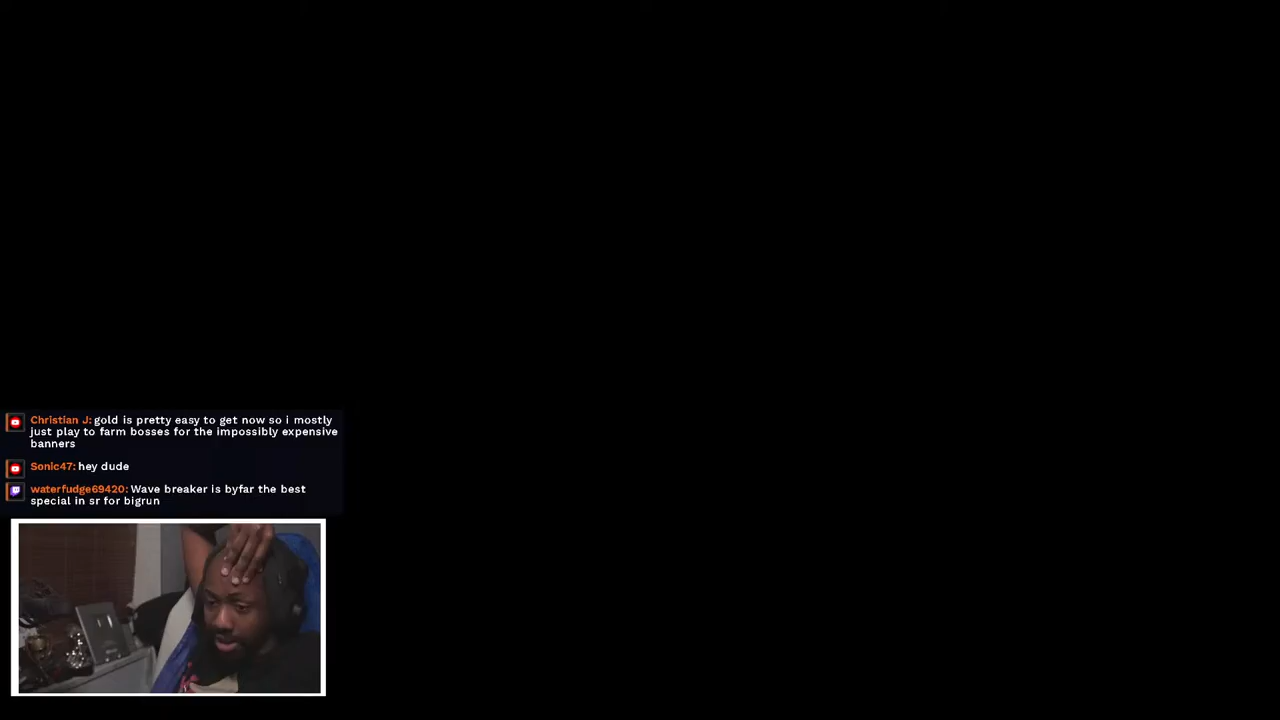 Christian J: gold is pretty easy to get now so i mostly
just play to farm bosses for the impossibly expensive
banners
Sonic47: hey dude
waterfudge69420: Wave breaker is byfar the best
special in sr for bigrun